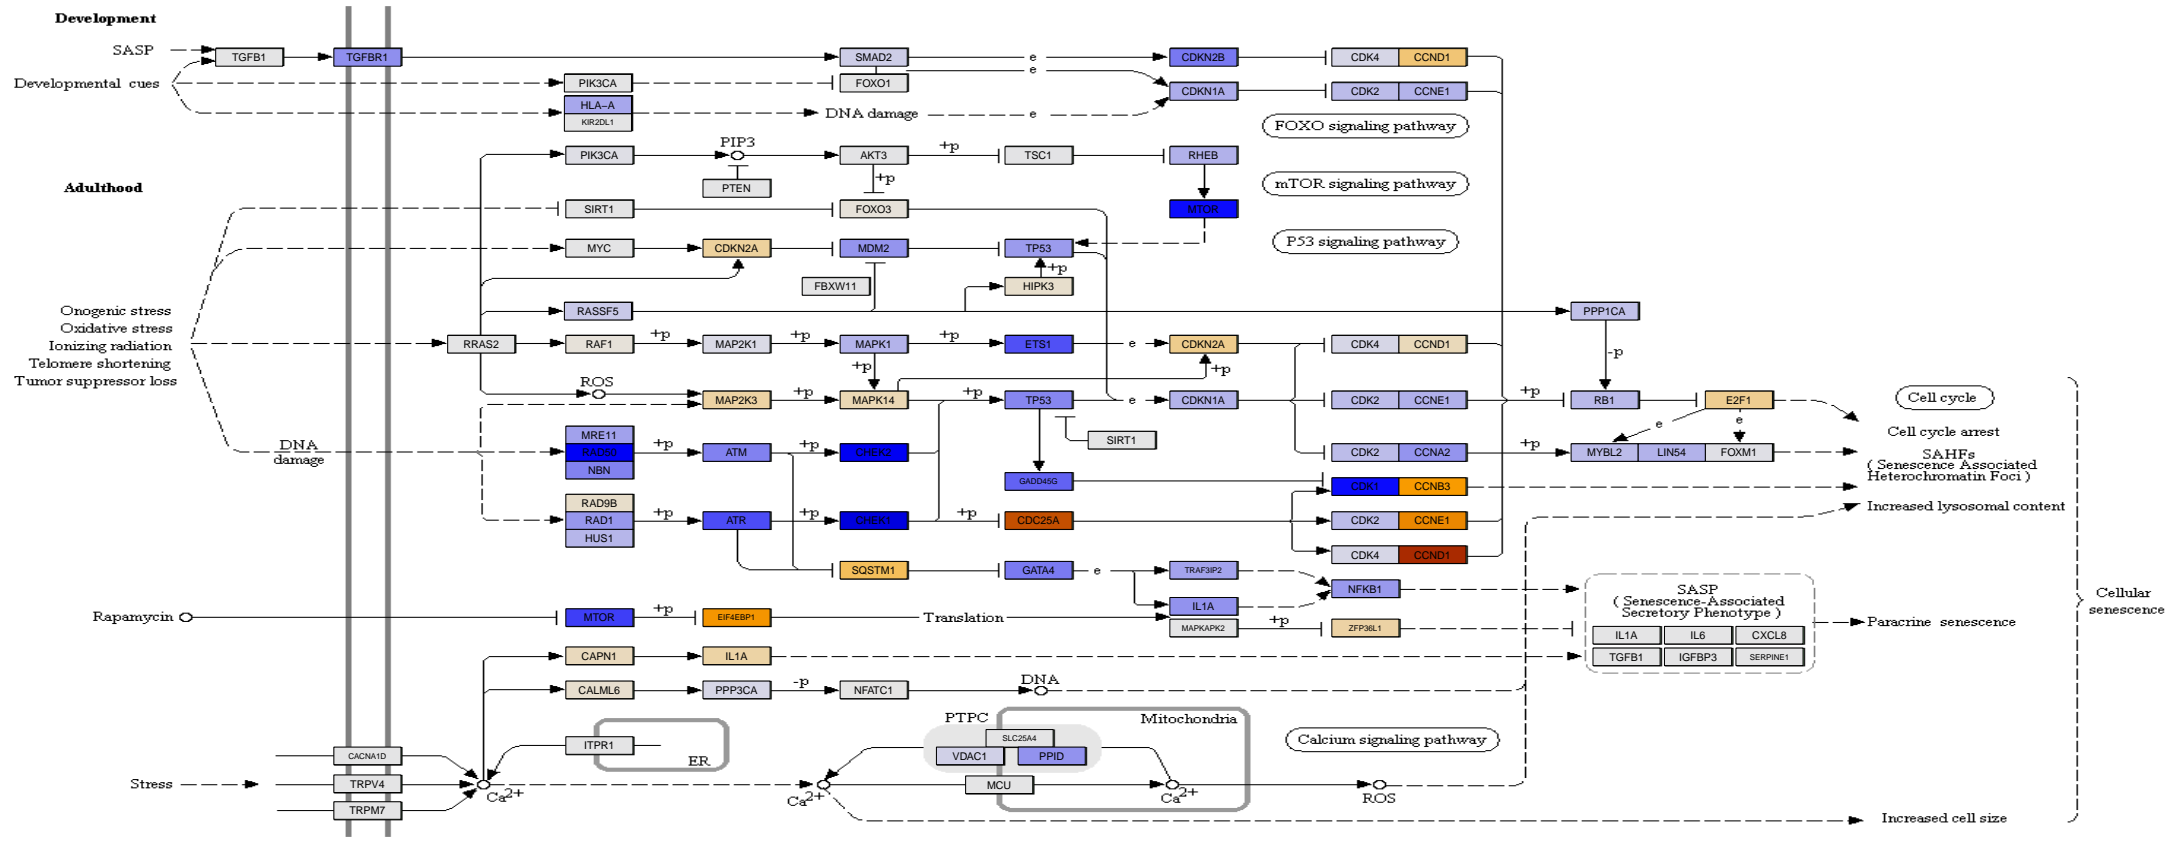 Development
SASP
TGFB1
TGFBR1
SMAD2
e
CDKN2B
CDK4
CCND1
e
Developmental cues
PIK3CA
FOXO1
CDKN1A
CDK2
CCNE1
HLA−A
KIR2DL1
DNA damage
e
FOXO signaling pathway
PIP3
PIK3CA
AKT3
+p
TSC1
RHEB
+p
PTEN
mTOR signaling pathway
Adulthood
SIRT1
FOXO3
MTOR
MYC
CDKN2A
MDM2
TP53
P53 signaling pathway
+p
FBXW11
HIPK3
Onogenic stress
RASSF5
PPP1CA
Oxidative stress
Ionizing radiation
RRAS2
RAF1
+p
MAP2K1
+p
MAPK1
+p
ETS1
e
CDKN2A
CDK4
CCND1
-p
Telomere shortening
Tumor suppressor loss
+p
+p
ROS
MAP2K3
+p
MAPK14
+p
TP53
e
CDKN1A
CDK2
CCNE1
+p
RB1
E2F1
Cell cycle
e
e
Cell cycle arrest
DNA
damage
MRE11
RAD50
NBN
+p
ATM
+p
CHEK2
SIRT1
CDK2
CCNA2
+p
MYBL2
LIN54
FOXM1
SAHFs
( Senescence Associated
Heterochromatin Foci )
GADD45G
CDK1
CCNB3
RAD9B
RAD1
HUS1
+p
ATR
+p
CHEK1
+p
CDC25A
CDK2
CCNE1
Increased lysosomal content
CDK4
CCND1
SQSTM1
GATA4
e
TRAF3IP2
NFKB1
IL1A
SASP
( Senescence-Associated
Secretory Phenotype )
Cellular
senescence
Rapamycin
MTOR
+p
EIF4EBP1
Translation
MAPKAPK2
+p
ZFP36L1
IL1A
IL6
CXCL8
TGFB1
IGFBP3
SERPINE1
Paracrine senescence
CAPN1
IL1A
CALML6
PPP3CA
-p
NFATC1
DNA
PTPC
Mitochondria
SLC25A4
VDAC1
PPID
MCU
Calcium signaling pathway
ITPR1
ER
CACNA1D
Stress
TRPV4
TRPM7
Ca2+
Ca2+
Ca2+
ROS
Increased cell size